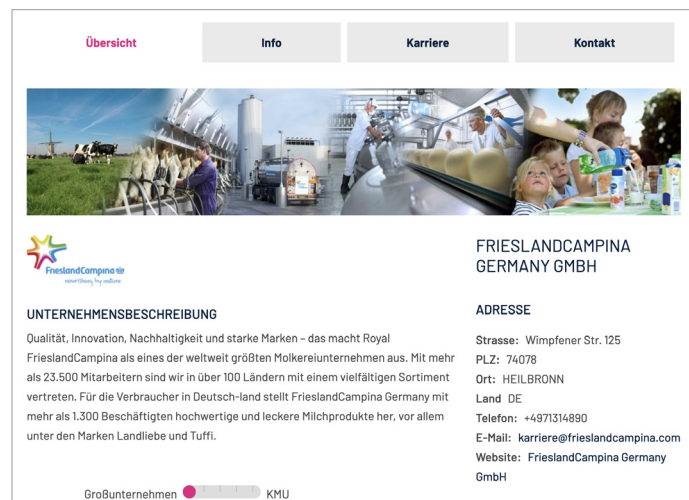 Übersicht
Info
Karriere
Kontakt
FrieslandCampina
nourishing by nature
UNTERNEHMENSBESCHREIBUNG
Qualität, Innovation, Nachhaltigkeit und starke Marken – das macht Royal
FrieslandCampina als eines der weltweit größten Molkereiunternehmen aus. Mit mehr
als 23.500 Mitarbeitern sind wir in über 100 Ländern mit einem vielfältigen Sortiment
vertreten. Für die Verbraucher in Deutsch-land stellt FrieslandCampina Germany mit
mehr als 1.300 Beschäftigten hochwertige und leckere Milchprodukte her, vor allem
unter den Marken Landliebe und Tuffi.
Großunternehmen KMU
FRIESLANDCAMPINA
GERMANY GMBH
ADRESSE
Strasse: Wimpfener Str. 125
PLZ: 74078
Ort: HEILBRONN
Land DE
Telefon: +4971314890
E-Mail: karriere@frieslandcampina.com
Website: FrieslandCampina Germany
GmbH